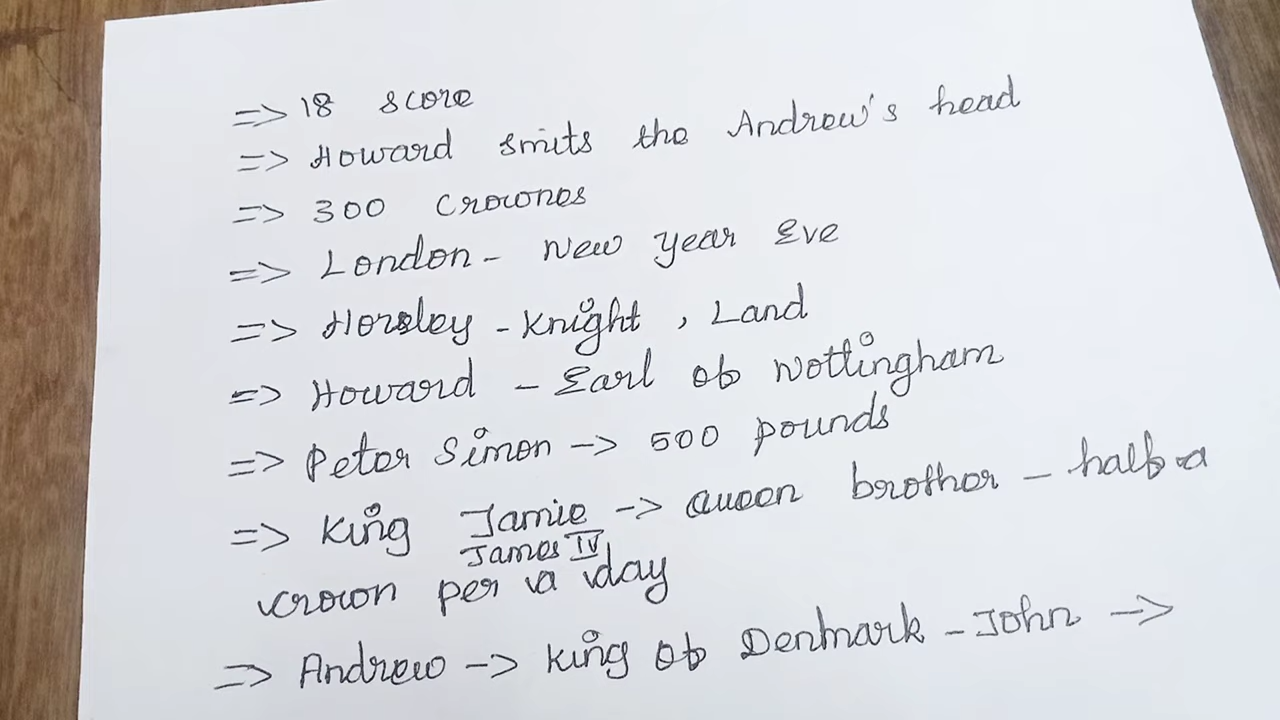 => 18 score
=> Howard smits the Andrew's head
=> 300 crownes
=> London - New year Eve
=> Horsley - Knight, Land
=> Howard - Earl of Nottingham
=> Peter Simon -> 500 pounds
=> King Jamie -> Queen brother - half a
James IV
crown per a day
=> Andrew -> King of Denmark - John ->